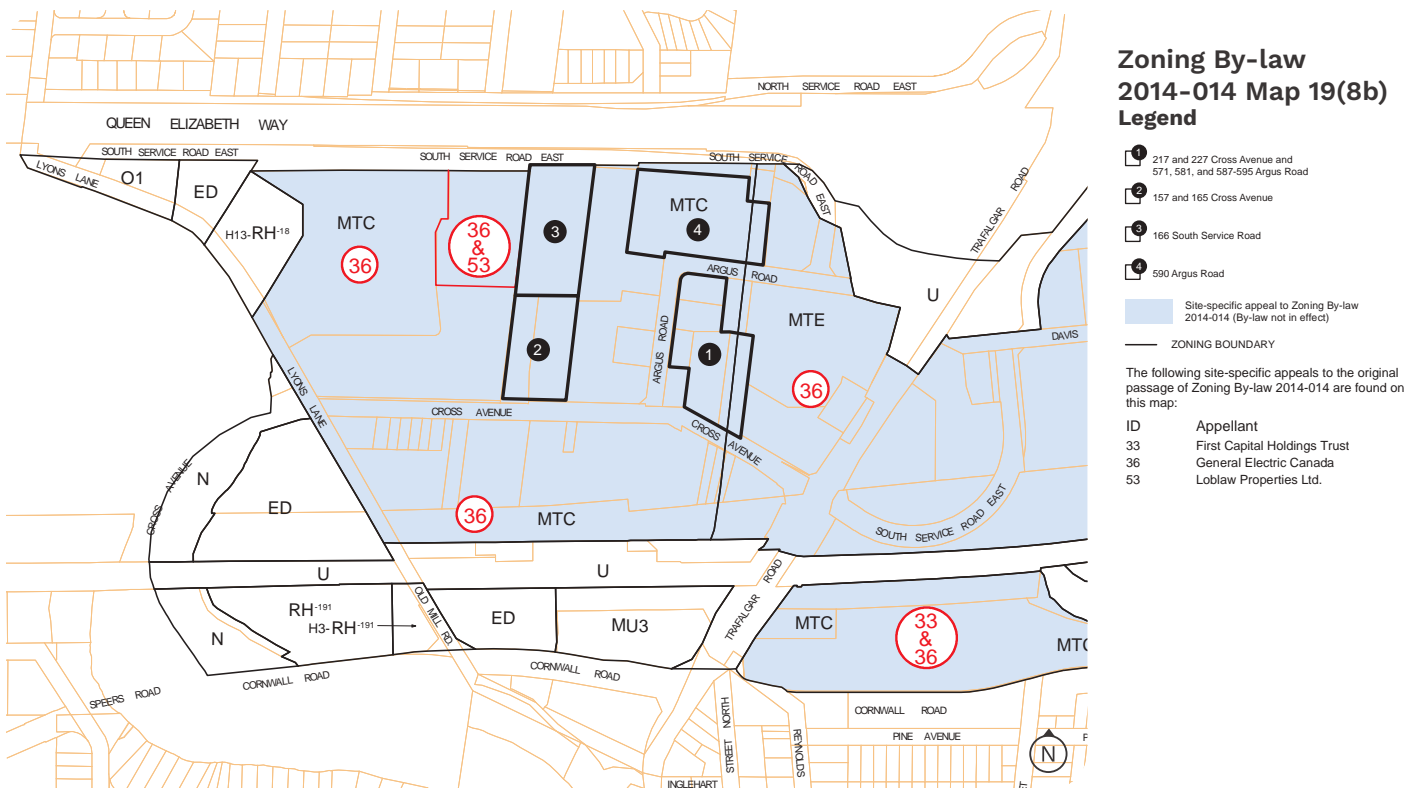 NORTH SERVICE ROAD EAST
QUEEN ELIZABETH WAY
SOUTH SERVICE ROAD EAST
SOUTH SERVICE ROAD EAST
SOUTH SERVICE
ROAD EAST
LYONS LANE
O1
ED
H13-RH-18
MTC
36
36
&
53
3
MTC
4
ARGUS ROAD
TRAFALGAR ROAD
U
MTE
36
DAVIS
ARGUS ROAD
1
2
LYONS LANE
CROSS AVENUE
CROSS AVENUE
CROSS AVENUE
N
ED
36
MTC
SOUTH SERVICE ROAD EAST
U
U
TRAFALGAR ROAD
RH-191
H3-RH-191
N
OLD MILL RD.
ED
MU3
MTC
33
&
36
MTC
CORNWALL ROAD
CORNWALL ROAD
SPEERS ROAD
CORNWALL ROAD
PINE AVENUE
P
STREET NORTH
REYNOLDS
INGLEHART
N
Zoning By-law
2014-014 Map 19(8b)
Legend
1 217 and 227 Cross Avenue and
571, 581, and 587-595 Argus Road
2 157 and 165 Cross Avenue
3 166 South Service Road
4 590 Argus Road
Site-specific appeal to Zoning By-law
2014-014 (By-law not in effect)
ZONING BOUNDARY
The following site-specific appeals to the original
passage of Zoning By-law 2014-014 are found on
this map:
ID Appellant
33 First Capital Holdings Trust
36 General Electric Canada
53 Loblaw Properties Ltd.